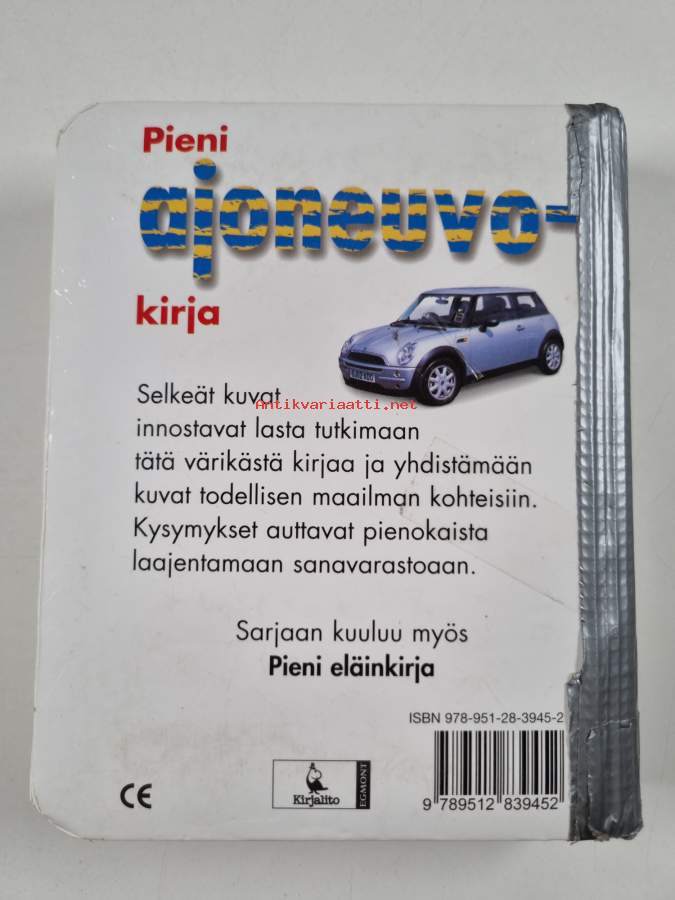 Pieni
ajoneuvo-
kirja
Selkeät kuvat
Antikvariaatti.net
innostavat lasta tutkimaan
tätä värikästä kirjaa ja yhdistämään
kuvat todellisen maailman kohteisiin.
Kysymykset auttavat pienokaista
laajentamaan sanavarastoaan.
Sarjaan kuuluu myös
Pieni eläinkirja
ISBN 978-951-28-3945-2
CE
Kirjalito
EGMONT
9 789512 839452